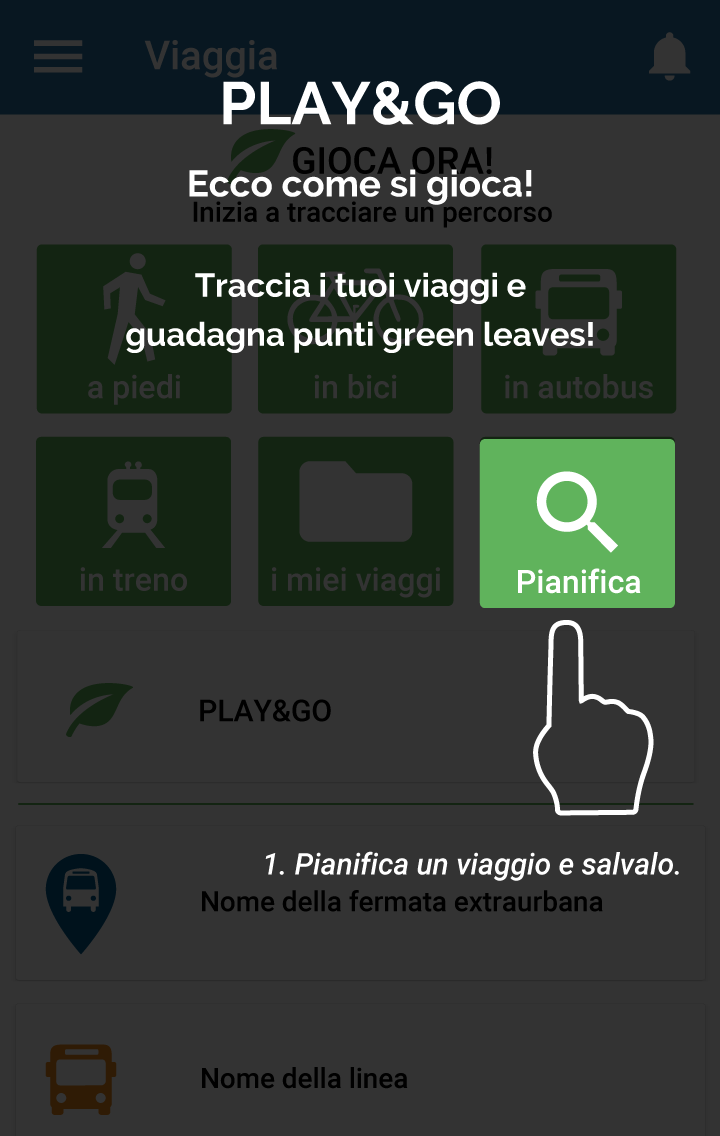 Viaggia
PLAY&GO
GIOCA ORA!
Ecco come si gioca!
Inizia a tracciare un percorso
Traccia i tuoi viaggi e
guadagna punti green leaves!
a piedi
in bici
in autobus
in treno
i miei viaggi
Pianifica
PLAY&GO
1. Pianifica un viaggio e salvalo.
Nome della fermata extraurbana
Nome della linea